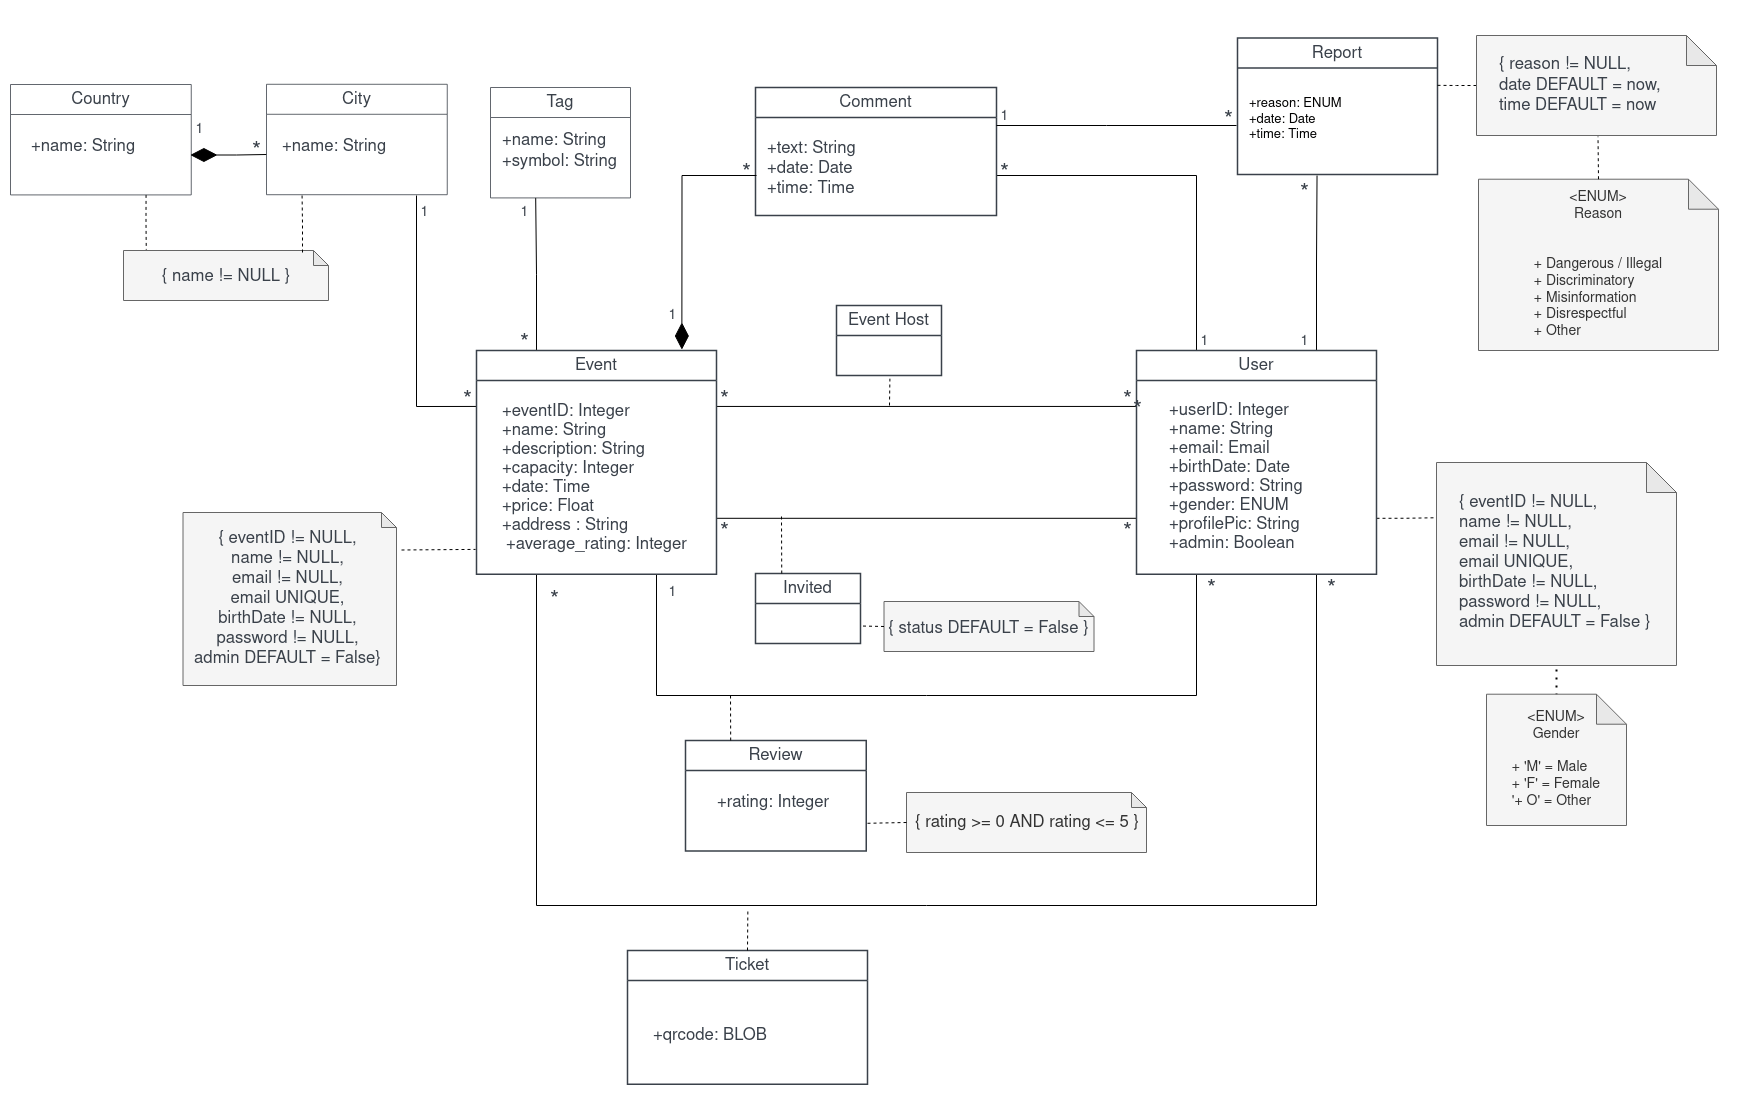 Country
+name: String
1
*
City
+name: String
1
{ name != NULL }
Tag
+name: String
+symbol: String
1
*
Comment
+text: String
+date: Date
+time: Time
*
1
1
*
*
Report
+reason: ENUM
+date: Date
+time: Time
*
{ reason != NULL,
date DEFAULT = now,
time DEFAULT = now
<ENUM>
Reason
+ Dangerous / Illegal
+ Discriminatory
+ Misinformation
+ Disrespectful
+ Other
Event Host
Event
+eventID: Integer
+name: String
+description: String
+capacity: Integer
+date: Time
+price: Float
+address : String
+average_rating: Integer
*
*
*
*
1
User
+userID: Integer
+name: String
+email: Email
+birthDate: Date
+password: String
+gender: ENUM
+profilePic: String
+admin: Boolean
1
1
*
*
*
*
*
{ eventID != NULL,
name != NULL,
email != NULL,
email UNIQUE,
birthDate != NULL,
password != NULL,
admin DEFAULT = False}
{ eventID != NULL,
name != NULL,
email != NULL,
email UNIQUE,
birthDate != NULL,
password != NULL,
admin DEFAULT = False }
Invited
{ status DEFAULT = False }
<ENUM>
Gender
+ 'M' = Male
+ 'F' = Female
'+ O' = Other
Review
+rating: Integer
{ rating >= 0 AND rating <= 5 }
Ticket
+qrcode: BLOB